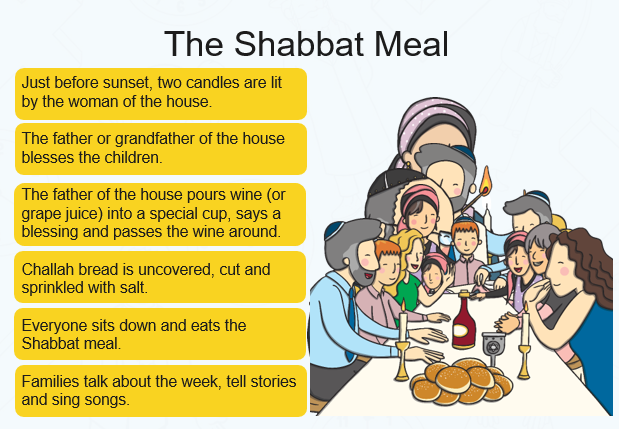 The Shabbat Meal
Just before sunset, two candles are lit
by the woman of the house.
The father or grandfather of the house
blesses the children.
The father of the house pours wine (or
grape juice) into a special cup, says a
blessing and passes the wine around.
Challah bread is uncovered, cut and
sprinkled with salt.
Everyone sits down and eats the
Shabbat meal.
Families talk about the week, tell stories
and sing songs.